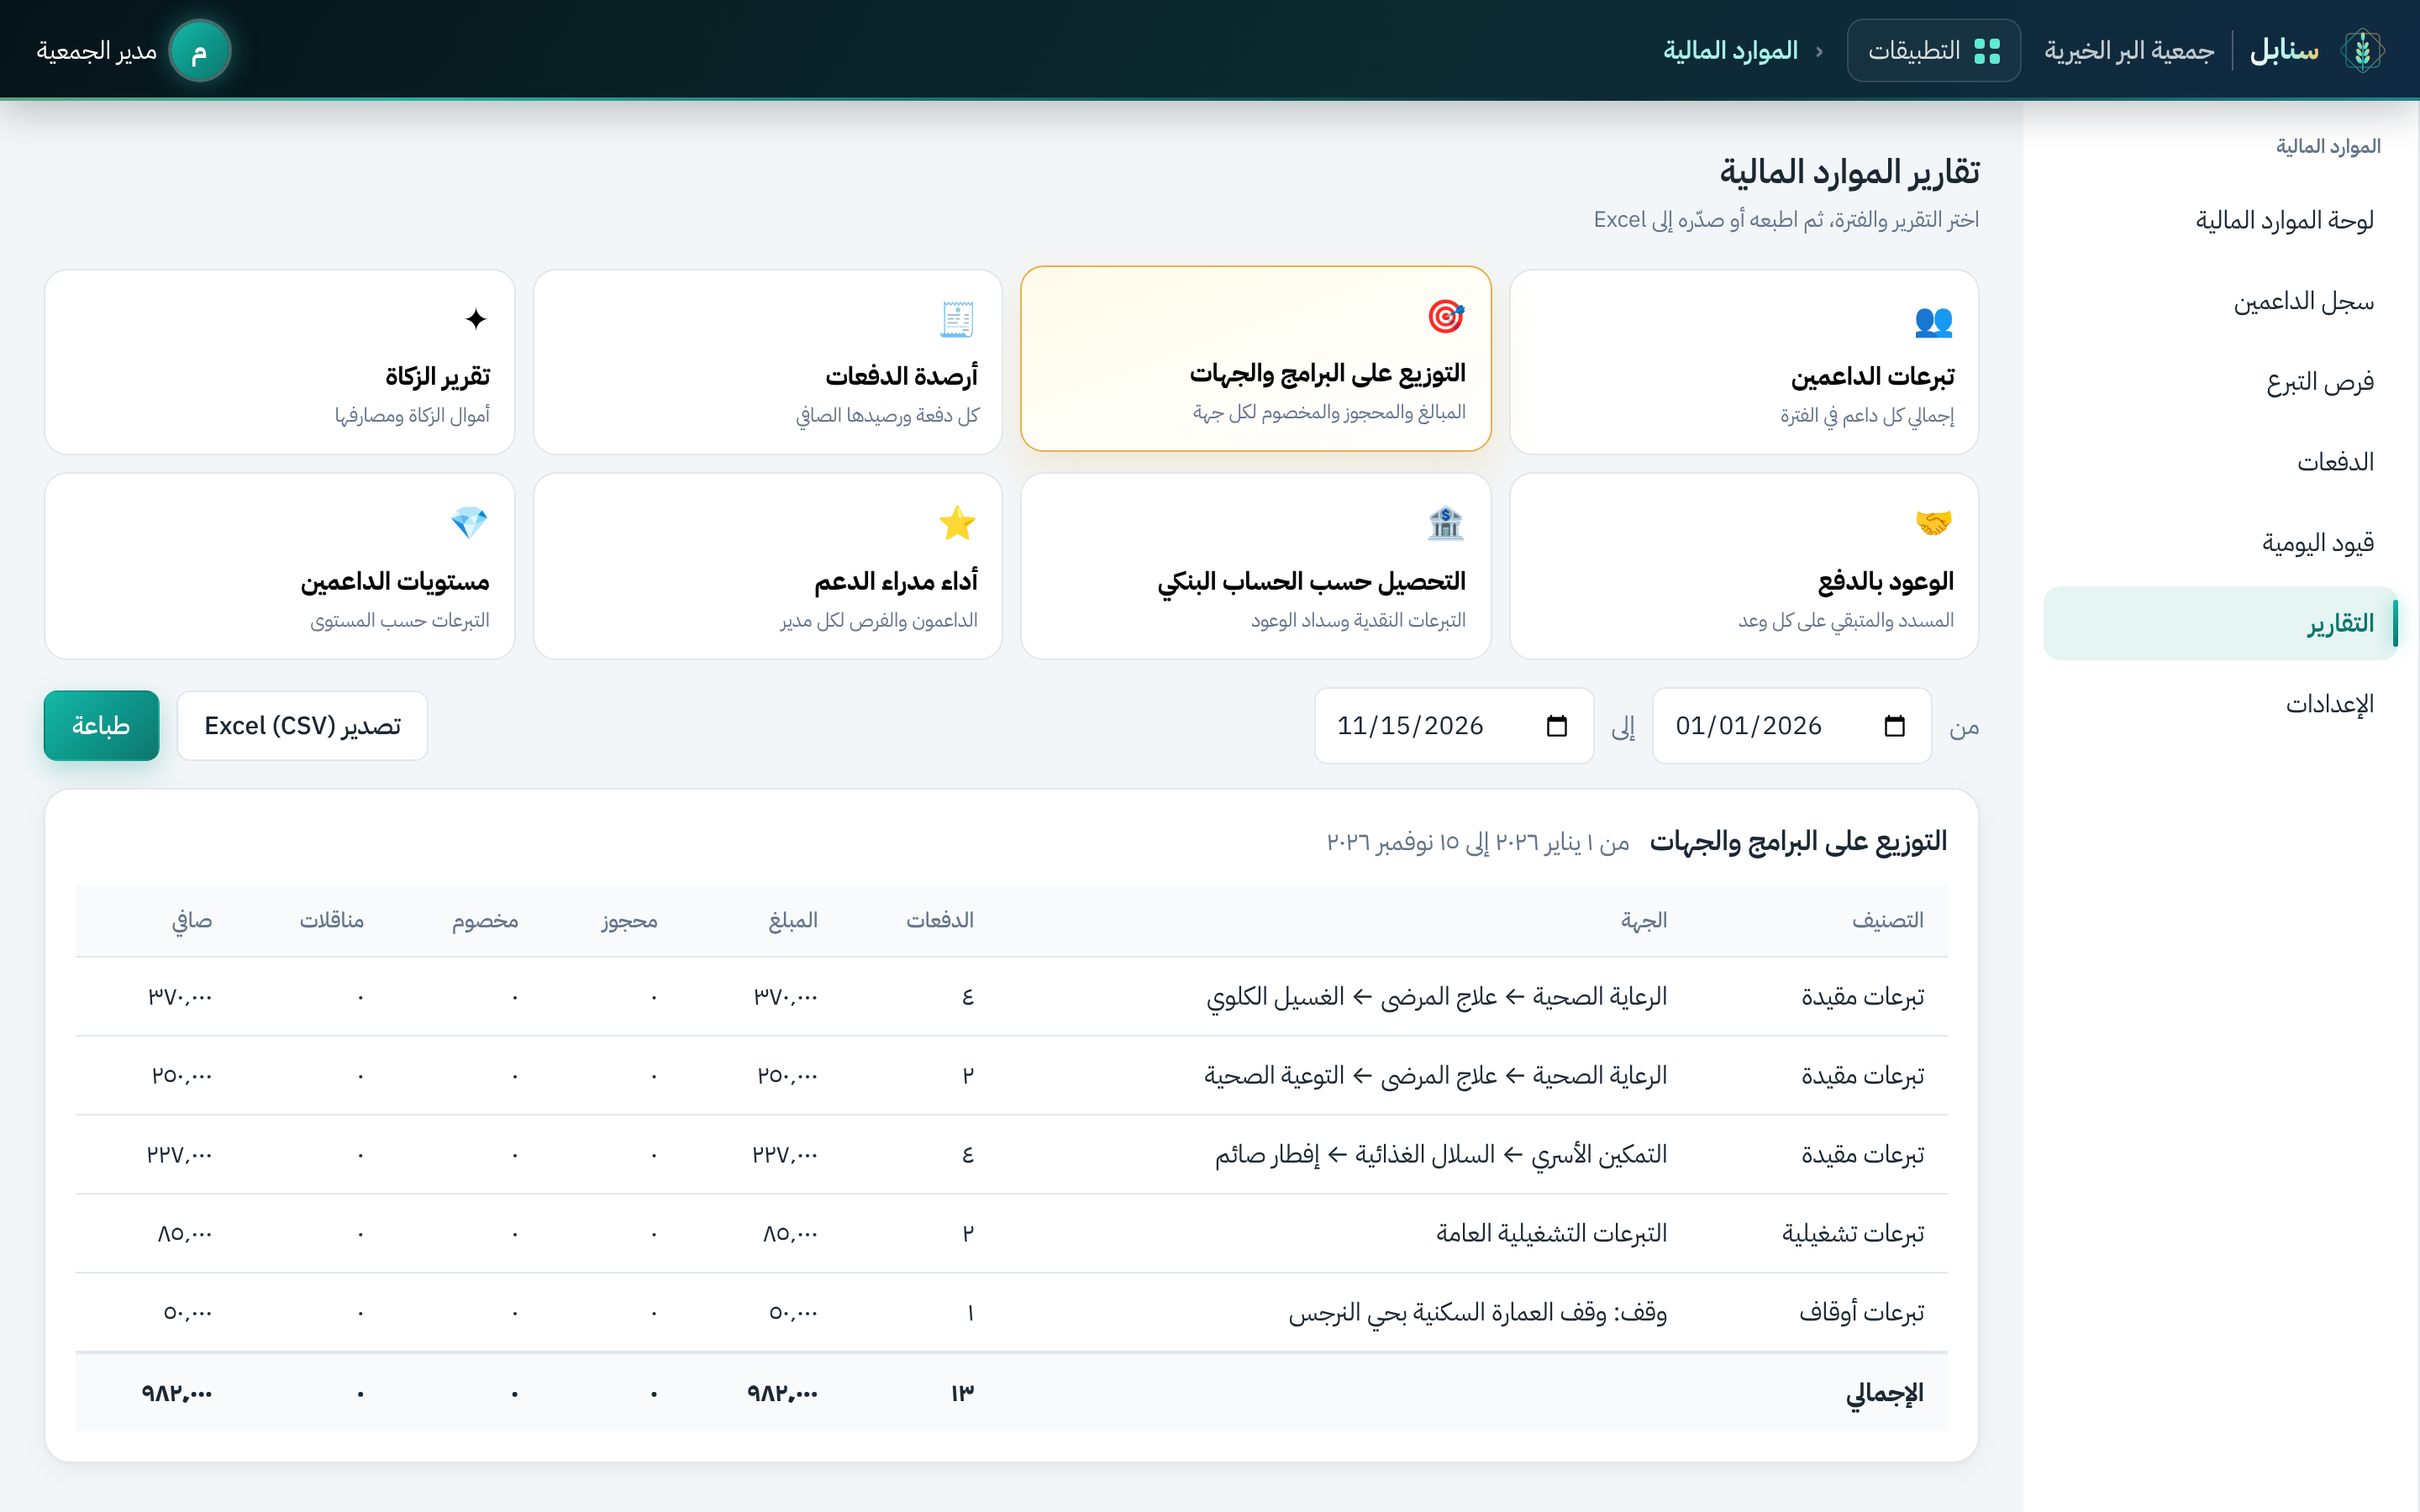 سنابل
جمعية البر الخيرية
التطبيقات
‹
الموارد المالية
م
مدير الجمعية
الموارد المالية
لوحة الموارد المالية
سجل الداعمين
فرص التبرع
الدفعات
قيود اليومية
التقارير
الإعدادات
تقارير الموارد المالية
اختر التقرير والفترة، ثم اطبعه أو صدّره إلى Excel
تبرعات الداعمين
إجمالي كل داعم في الفترة
التوزيع على البرامج والجهات
المبالغ والمحجوز والمخصوم لكل جهة
أرصدة الدفعات
كل دفعة ورصيدها الصافي
تقرير الزكاة
أموال الزكاة ومصارفها
الوعود بالدفع
المسدد والمتبقي على كل وعد
التحصيل حسب الحساب البنكي
التبرعات النقدية وسداد الوعود
أداء مدراء الدعم
الداعمون والفرص لكل مدير
مستويات الداعمين
التبرعات حسب المستوى
من 01/01/2026 إلى 11/15/2026
تصدير Excel (CSV)
طباعة
التوزيع على البرامج والجهات من ١ يناير ٢٠٢٦ إلى ١٥ نوفمبر ٢٠٢٦
التصنيف الجهة الدفعات المبلغ محجوز مخصوم مناقلات صافي
تبرعات مقيدة الرعاية الصحية ← علاج المرضى ← الغسيل الكلوي ٤ ٣٧٠,٠٠٠ ٠ ٠ ٠ ٣٧٠,٠٠٠
تبرعات مقيدة الرعاية الصحية ← علاج المرضى ← التوعية الصحية ٢ ٢٥٠,٠٠٠ ٠ ٠ ٠ ٢٥٠,٠٠٠
تبرعات مقيدة التمكين الأسري ← السلال الغذائية ← إفطار صائم ٤ ٢٢٧,٠٠٠ ٠ ٠ ٠ ٢٢٧,٠٠٠
تبرعات تشغيلية التبرعات التشغيلية العامة ٢ ٨٥,٠٠٠ ٠ ٠ ٠ ٨٥,٠٠٠
تبرعات أوقاف وقف: وقف العمارة السكنية بحي النرجس ١ ٥٠,٠٠٠ ٠ ٠ ٠ ٥٠,٠٠٠
الإجمالي ١٣ ٩٨٢,٠٠٠ ٠ ٠ ٠ ٩٨٢,٠٠٠